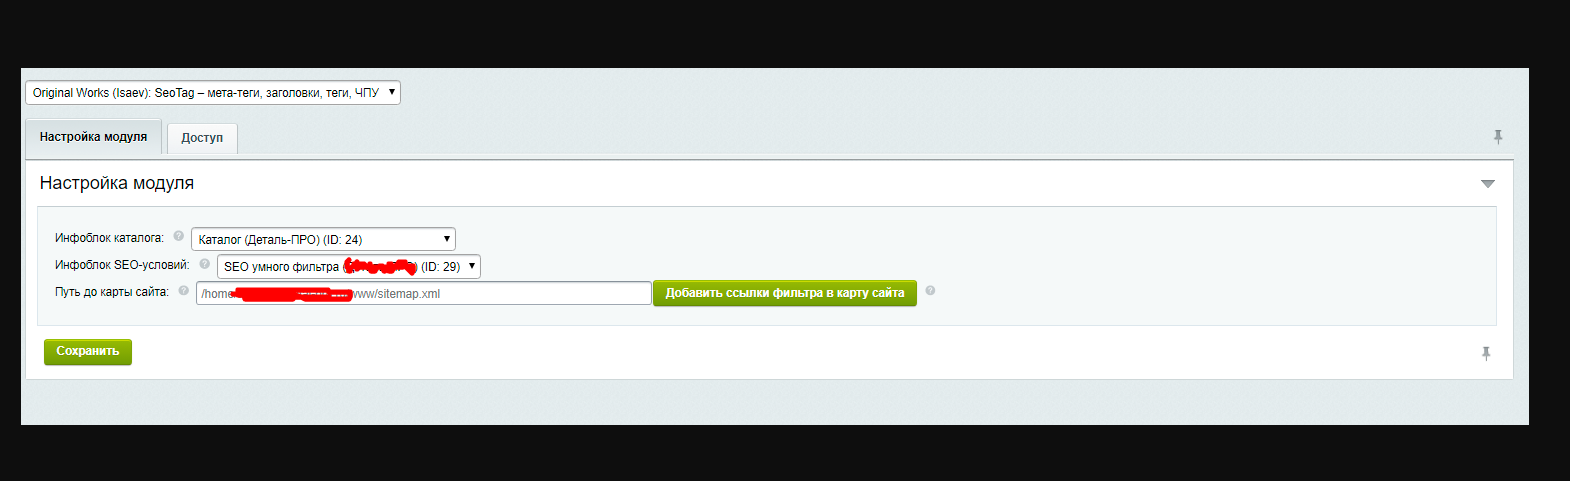 Original Works (Isaev): SeoTag – мета-теги, заголовки, теги, ЧПУ
Настройка модуля Доступ
Настройка модуля
Инфоблок каталога: ? Каталог (Деталь-ПРО) (ID: 24)
Инфоблок SEO-условий: ? SEO умного фильтра ( ) (ID: 29)
Путь до карты сайта: ? /home www/sitemap.xml Добавить ссылки фильтра в карту сайта ?
Сохранить